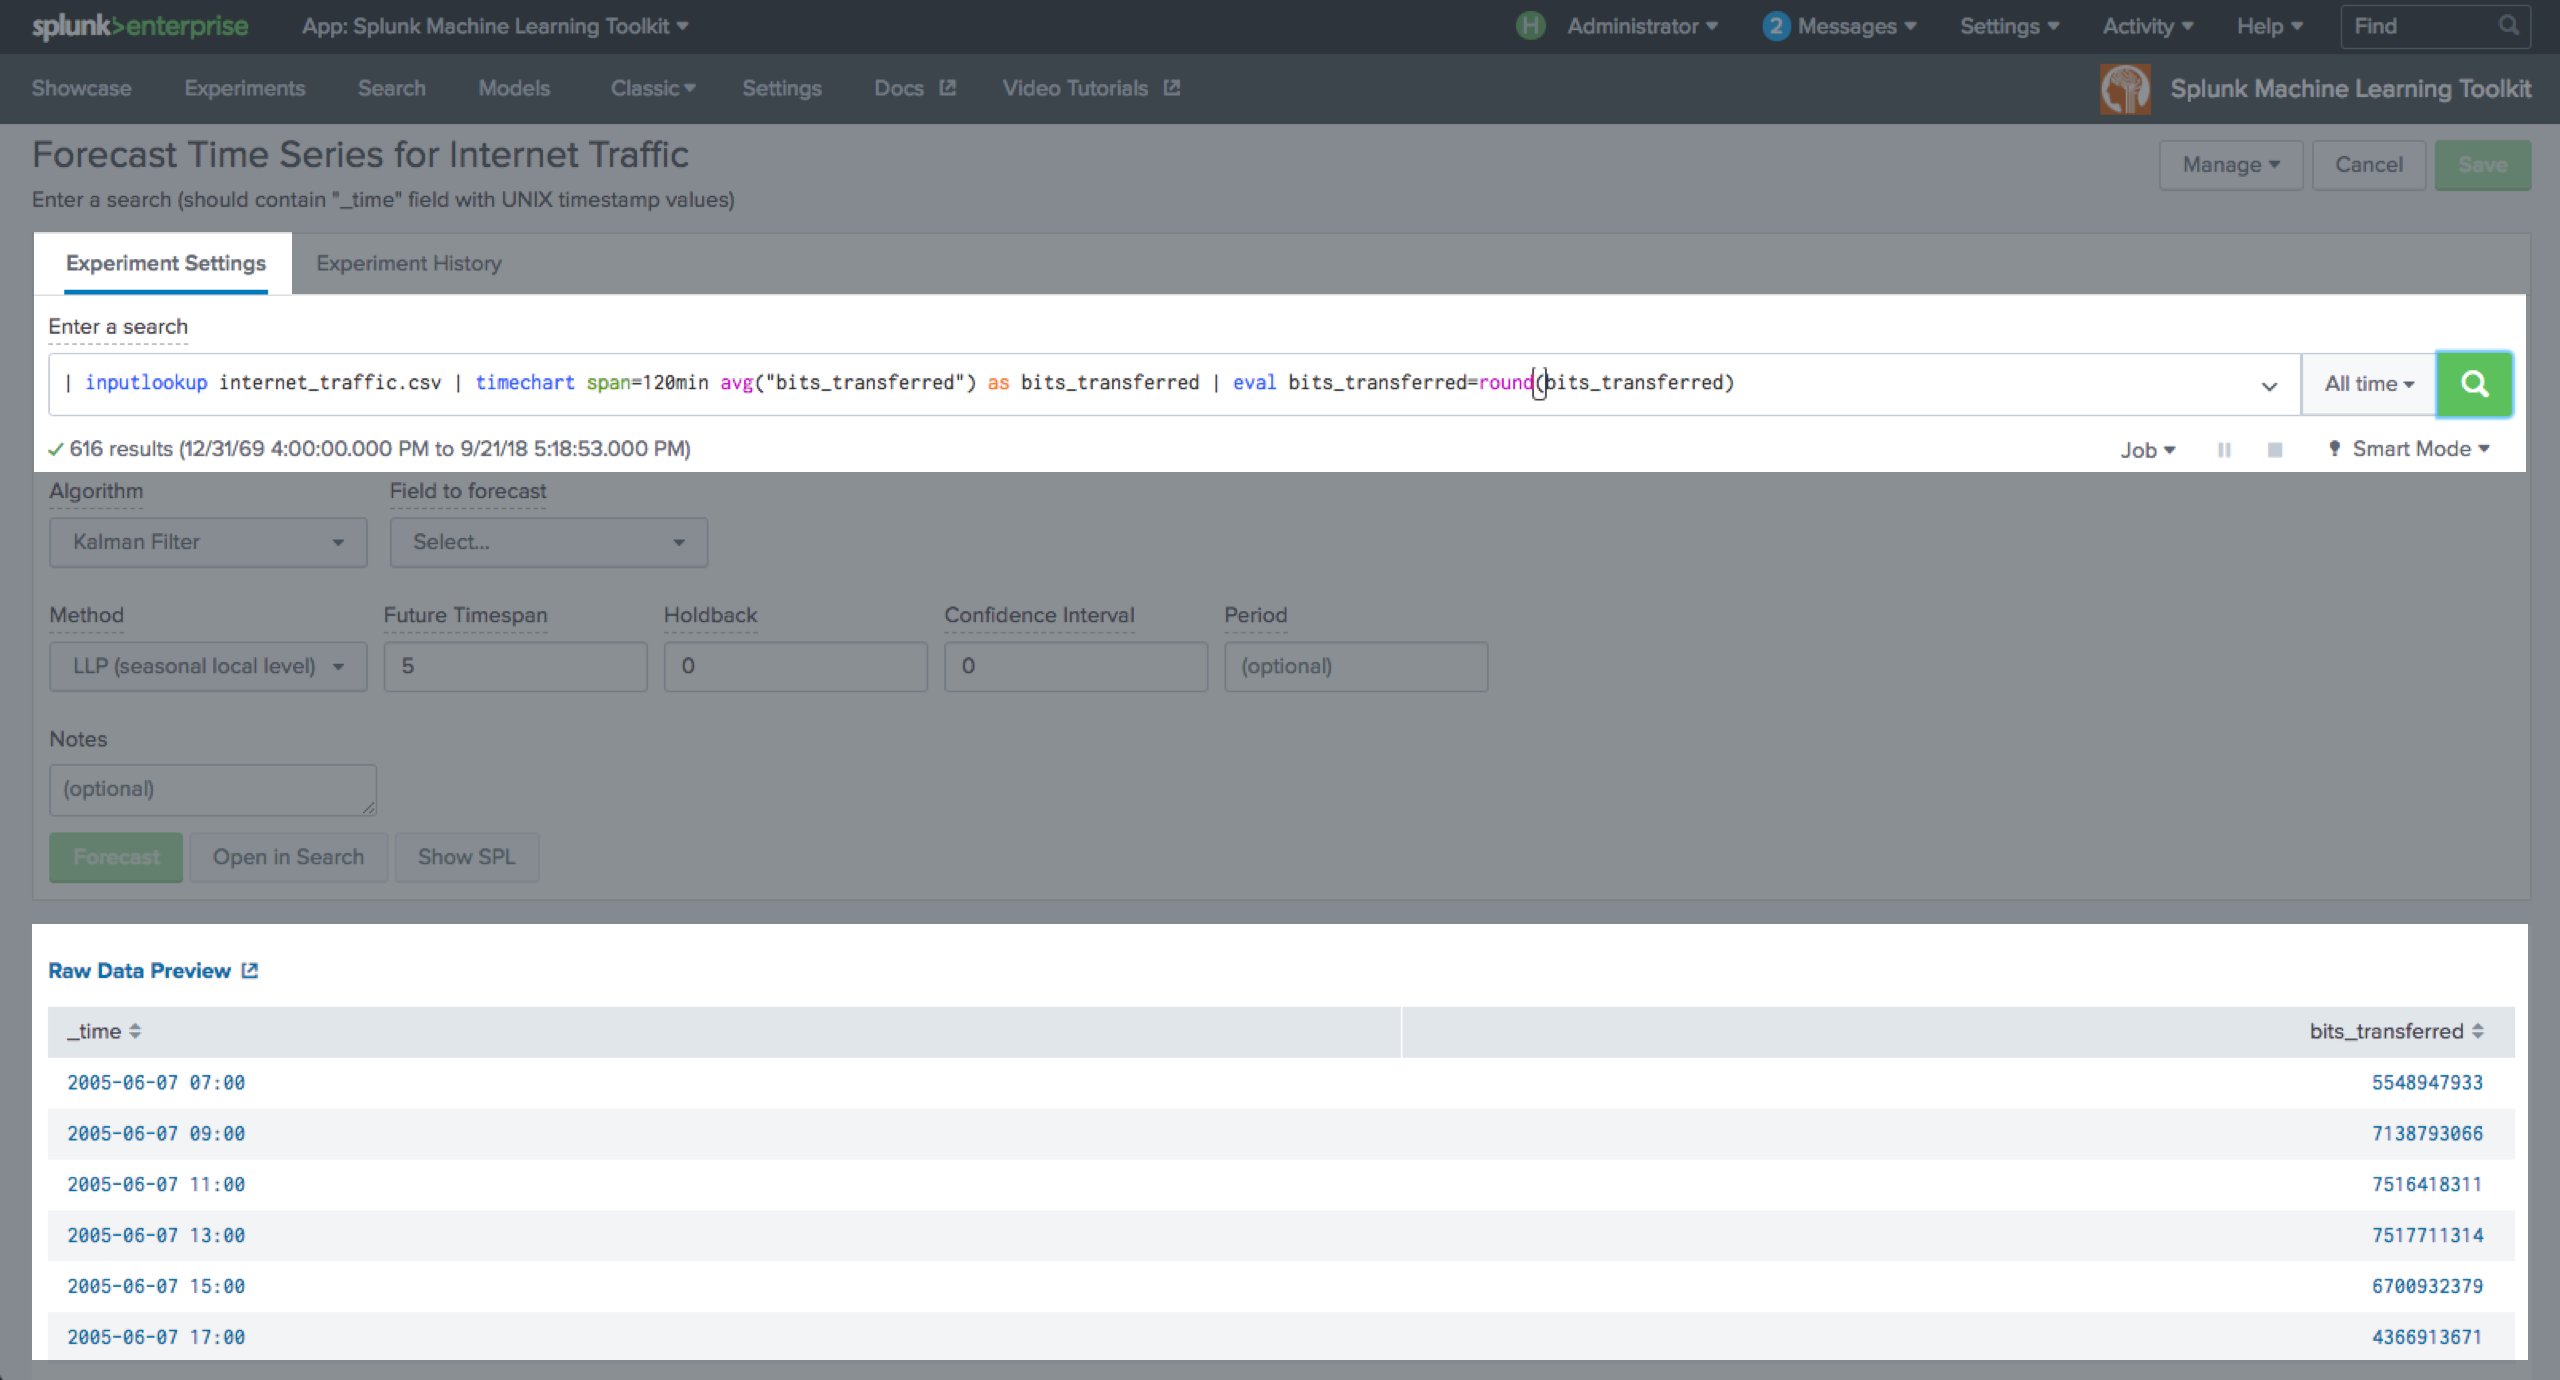 splunk>enterprise App: Splunk Machine Learning Toolkit H Administrator 2 Messages Settings Activity Help Find
Showcase Experiments Search Models Classic Settings Docs Video Tutorials Splunk Machine Learning Toolkit
Forecast Time Series for Internet Traffic
Manage Cancel Save
Enter a search (should contain "_time" field with UNIX timestamp values)
Experiment Settings Experiment History
Enter a search
| inputlookup internet_traffic.csv | timechart span=120min avg("bits_transferred") as bits_transferred | eval bits_transferred=round(bits_transferred) All time
616 results (12/31/69 4:00:00.000 PM to 9/21/18 5:18:53.000 PM) Job Smart Mode
Algorithm Field to forecast
Kalman Filter Select...
Method Future Timespan Holdback Confidence Interval Period
LLP (seasonal local level) 5 0 0 (optional)
Notes
(optional)
Forecast Open in Search Show SPL
Raw Data Preview
_time bits_transferred
2005-06-07 07:00 5548947933
2005-06-07 09:00 7138793066
2005-06-07 11:00 7516418311
2005-06-07 13:00 7517711314
2005-06-07 15:00 6700932379
2005-06-07 17:00 4366913671